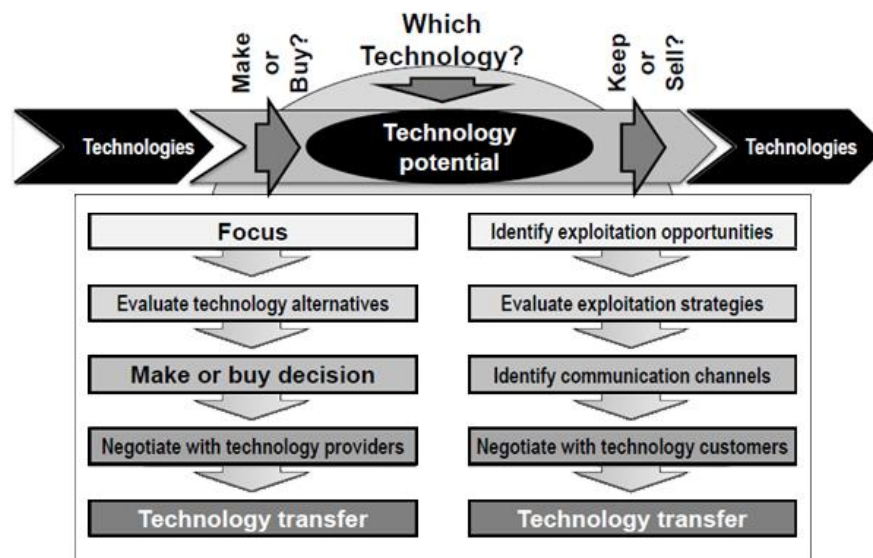 Which
Technology?
Make
or
Buy?
Keep
or
Sell?
Technologies
Technology
potential
Technologies
Focus
Evaluate technology alternatives
Make or buy decision
Negotiate with technology providers
Technology transfer
Identify exploitation opportunities
Evaluate exploitation strategies
Identify communication channels
Negotiate with technology customers
Technology transfer